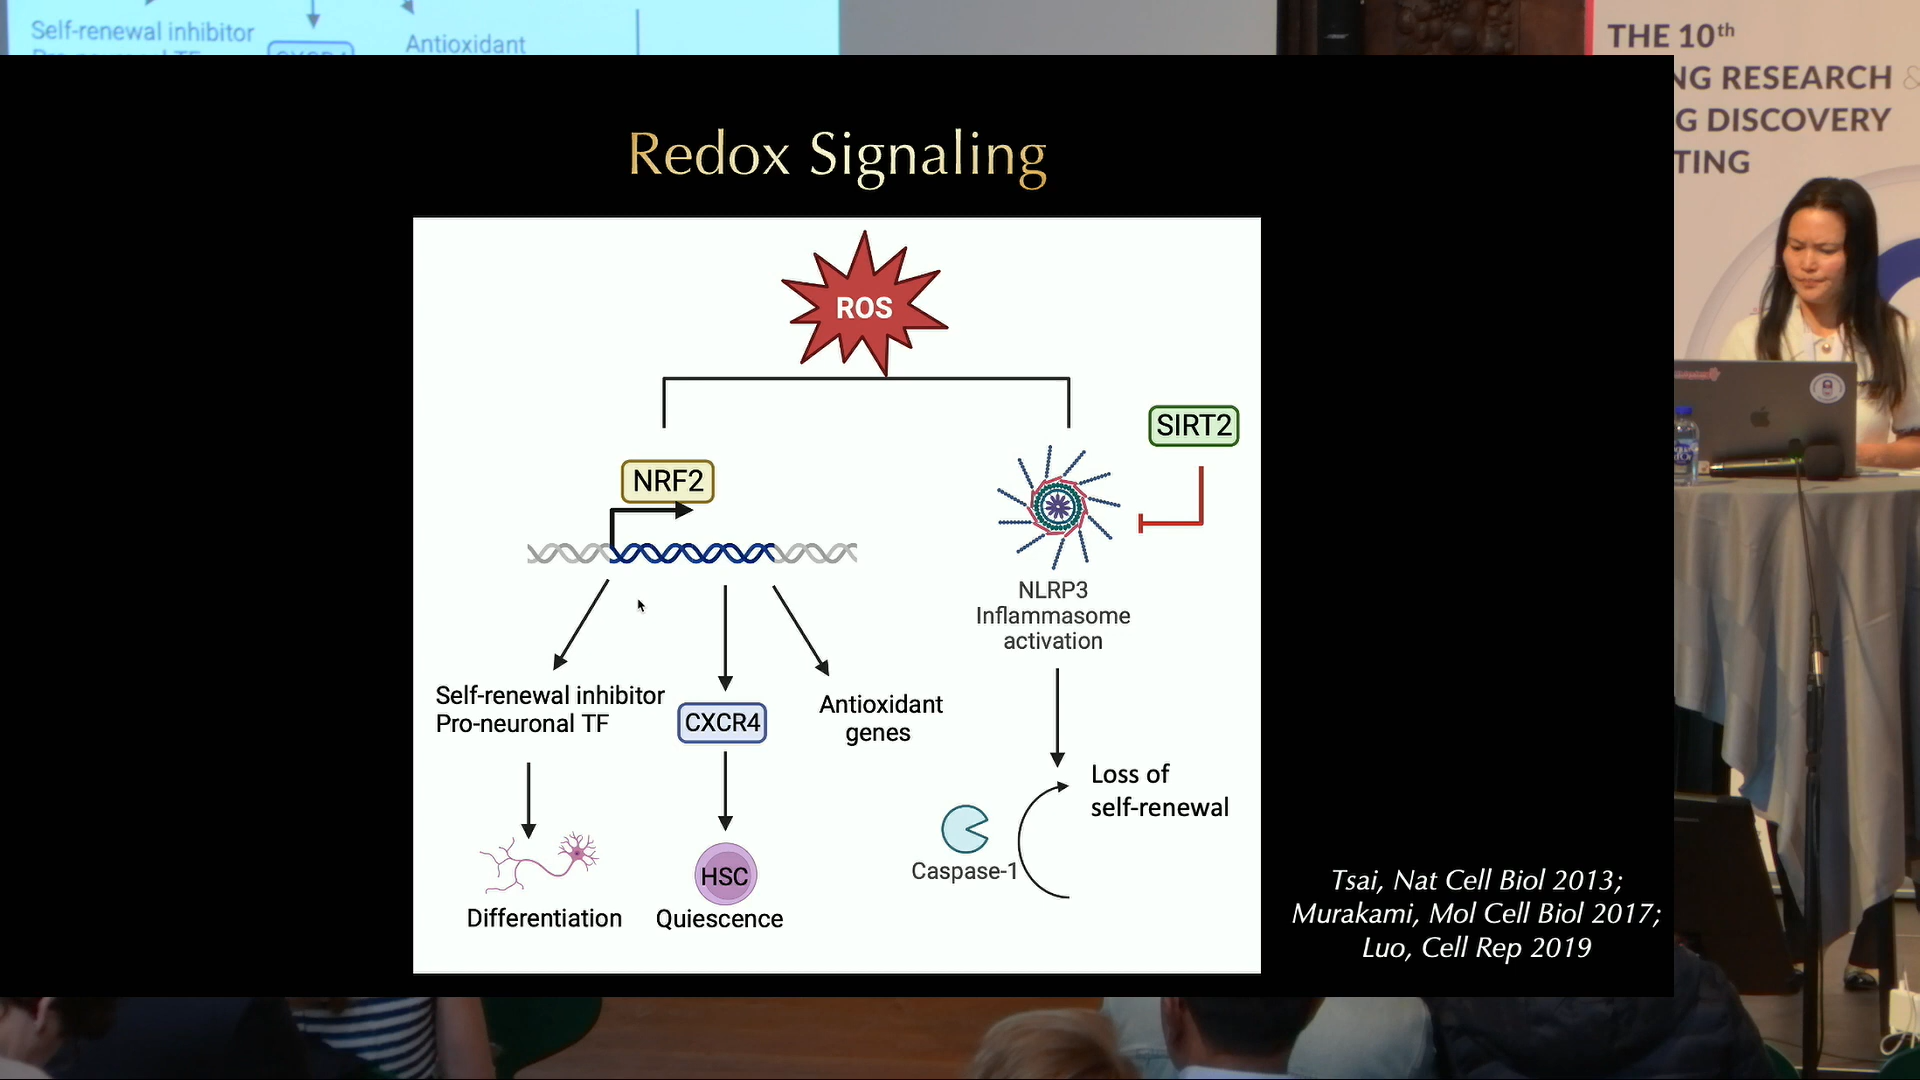 Self-renewal inhibitor
Antioxidant
THE 10th
NG RESEARCH &
G DISCOVERY
TING
Redox Signaling
ROS
SIRT2
NRF2
NLRP3
Inflammasome
activation
Self-renewal inhibitor
Pro-neuronal TF
CXCR4
Antioxidant
genes
Loss of
self-renewal
Caspase-1
HSC
Differentiation
Quiescence
Tsai, Nat Cell Biol 2013;
Murakami, Mol Cell Biol 2017;
Luo, Cell Rep 2019